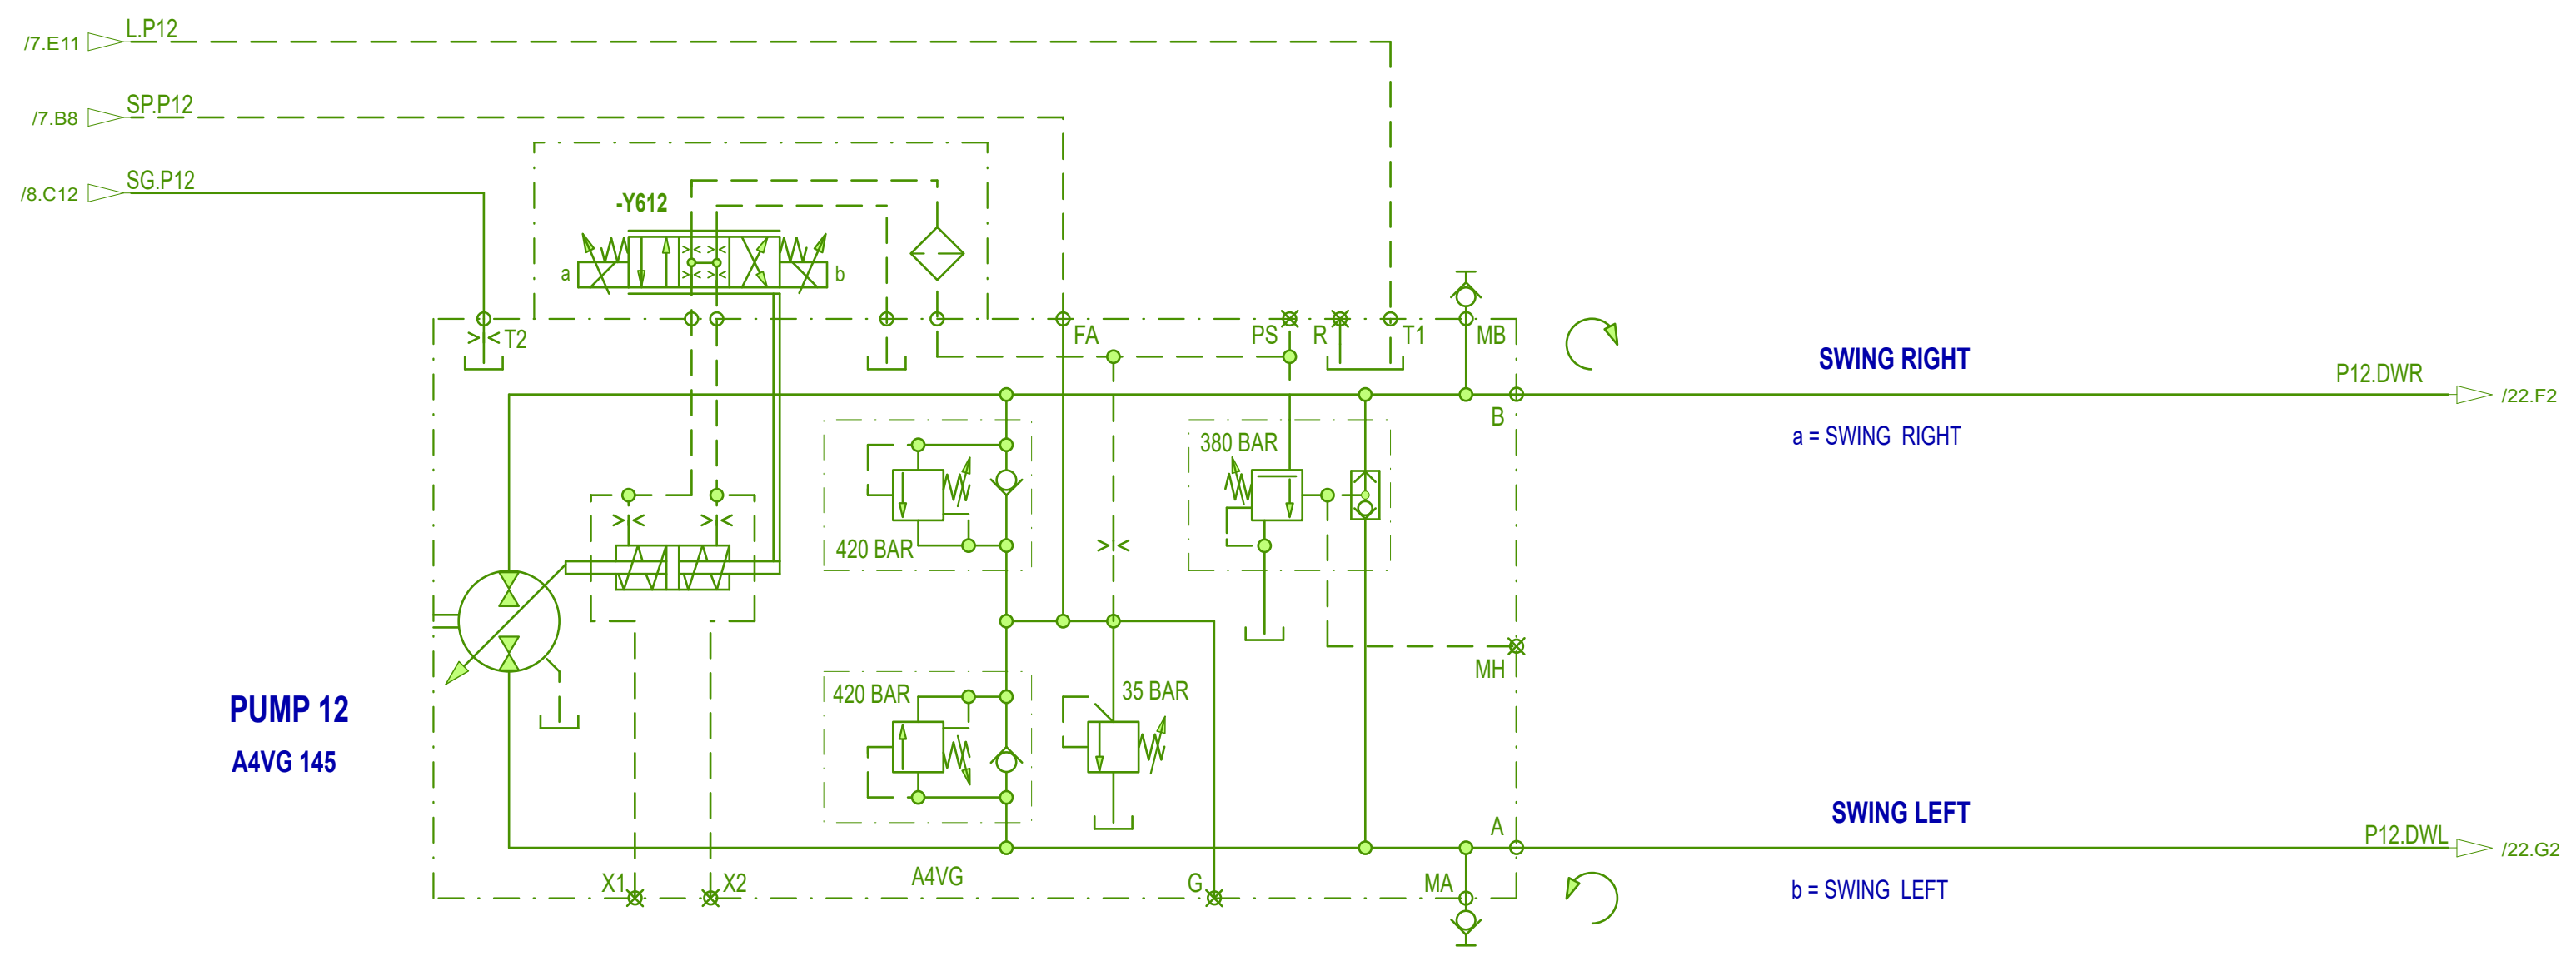 L.P12
/7.E11
SP.P12
/7.B8
SG.P12
/8.C12
-Y612
a
b
T2
FA
PS
R
T1
MB
SWING RIGHT
P12.DWR
/22.F2
B
a = SWING RIGHT
380 BAR
420 BAR
MH
PUMP 12
A4VG 145
420 BAR
35 BAR
SWING LEFT
A
P12.DWL
/22.G2
X1
X2
A4VG
G
MA
b = SWING LEFT